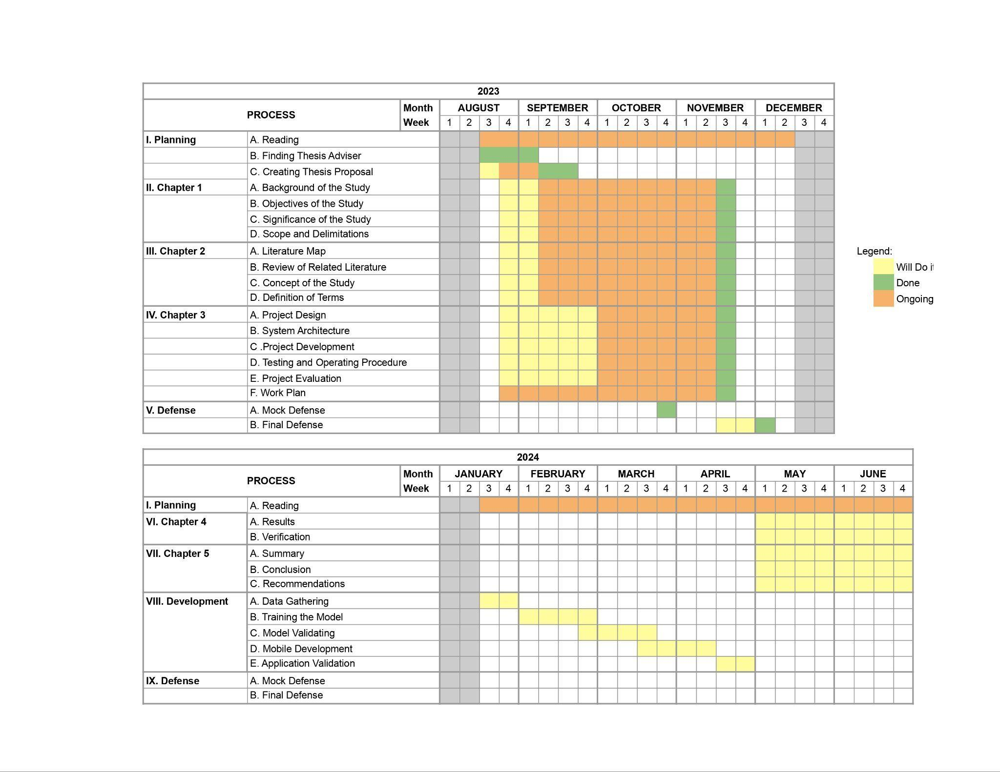 2023
PROCESS
Month AUGUST SEPTEMBER OCTOBER NOVEMBER DECEMBER
Week 1 2 3 4 1 2 3 4 1 2 3 4 1 2 3 4 1 2 3 4
I. Planning A. Reading
B. Finding Thesis Adviser
C. Creating Thesis Proposal
II. Chapter 1 A. Background of the Study
B. Objectives of the Study
C. Significance of the Study
D. Scope and Delimitations
III. Chapter 2 A. Literature Map
B. Review of Related Literature
C. Concept of the Study
D. Definition of Terms
IV. Chapter 3 A. Project Design
B. System Architecture
C .Project Development
D. Testing and Operating Procedure
E. Project Evaluation
F. Work Plan
V. Defense A. Mock Defense
B. Final Defense
Legend:
Will Do it
Done
Ongoing
2024
PROCESS
Month JANUARY FEBRUARY MARCH APRIL MAY JUNE
Week 1 2 3 4 1 2 3 4 1 2 3 4 1 2 3 4 1 2 3 4 1 2 3 4
I. Planning A. Reading
VI. Chapter 4 A. Results
B. Verification
VII. Chapter 5 A. Summary
B. Conclusion
C. Recommendations
VIII. Development A. Data Gathering
B. Training the Model
C. Model Validating
D. Mobile Development
E. Application Validation
IX. Defense A. Mock Defense
B. Final Defense